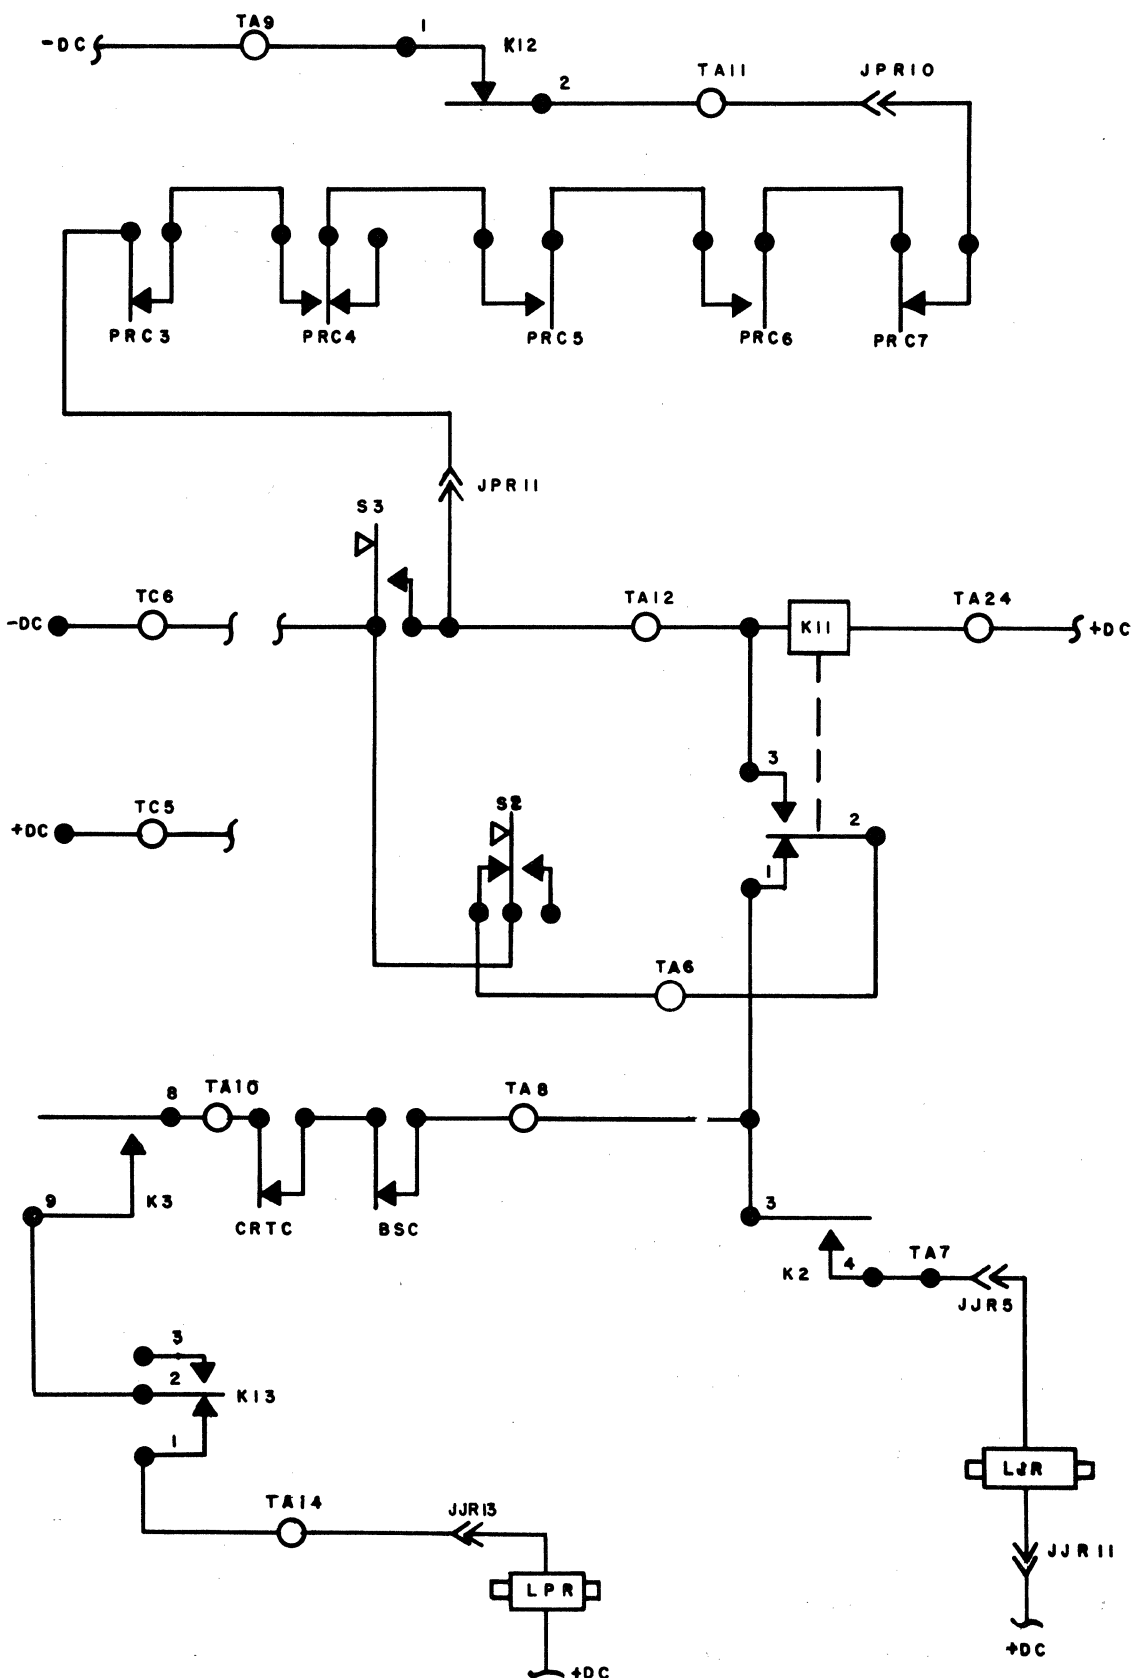 -DC TA9 1 K12
2 TA11 JPR10
PRC3 PRC4 PRC5 PRC6 PRC7
JPR11
S3
-DC TC6 TA12 K11 TA24 +DC
3
+DC TC5 S2 2
1
TA6
8 TA10 TA8
9 K3 CRTC BSC 3
K2 4 TA7
JJR5
3
2 K13
1
LJR
TA14 JJR13
JJR11
LPR
+DC
+DC